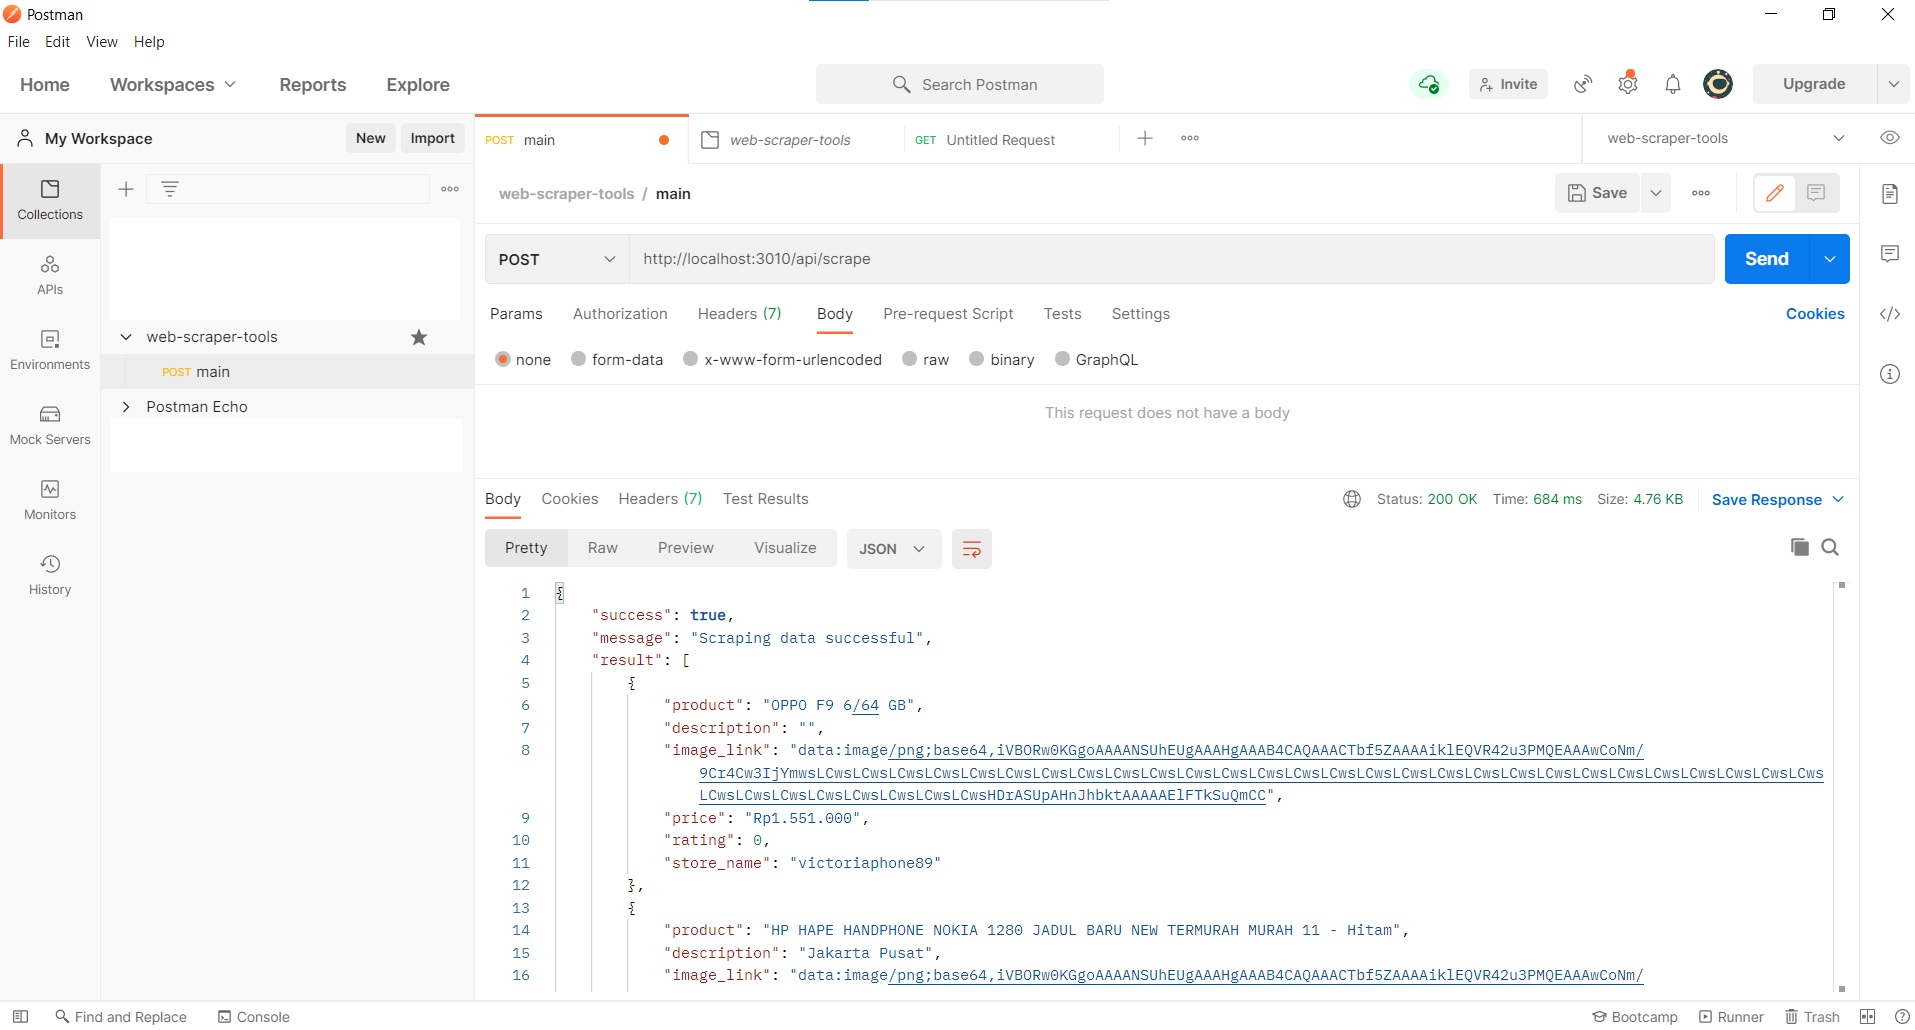 Postman
File Edit View Help
Home Workspaces Reports Explore Search Postman Invite Upgrade
My Workspace New Import
POST main web-scraper-tools GET Untitled Request web-scraper-tools
Collections
APIs
Environments
Mock Servers
Monitors
History
web-scraper-tools
POST main
Postman Echo
web-scraper-tools / main Save
POST http://localhost:3010/api/scrape Send
Params Authorization Headers (7) Body Pre-request Script Tests Settings Cookies
none form-data x-www-form-urlencoded raw binary GraphQL
This request does not have a body
Body Cookies Headers (7) Test Results Status: 200 OK Time: 684 ms Size: 4.76 KB Save Response
Pretty Raw Preview Visualize JSON
1 {
2 "success": true,
3 "message": "Scraping data successful",
4 "result": [
5 {
6 "product": "OPPO F9 6/64 GB",
7 "description": "",
8 "image_link": "data:image/png;base64,iVBORw0KGgoAAAANSUhEUgAAAHgAAAB4CAQAAACTbf5ZAAAAiklEQVR42u3PMQEAAAwCoNm/
9Cr4Cw3IjYmwsLCwsLCwsLCwsLCwsLCwsLCwsLCwsLCwsLCwsLCwsLCwsLCwsLCwsLCwsLCwsLCwsLCwsLCwsLCwsLCwsLCwsLCwsLCwsLCwsLCwsLCwsLCws
LCwsLCwsLCwsLCwsLCwsLCwsLCwsLCwsHDrASUpAHnJhbktAAAAAElFTkSuQmCC",
9 "price": "Rp1.551.000",
10 "rating": 0,
11 "store_name": "victoriaphone89"
12 },
13 {
14 "product": "HP HAPE HANDPHONE NOKIA 1280 JADUL BARU NEW TERMURAH MURAH 11 - Hitam",
15 "description": "Jakarta Pusat",
16 "image_link": "data:image/png;base64,iVBORw0KGgoAAAANSUhEUgAAAHgAAAB4CAQAAACTbf5ZAAAAiklEQVR42u3PMQEAAAwCoNm/
Find and Replace Console Bootcamp Runner Trash